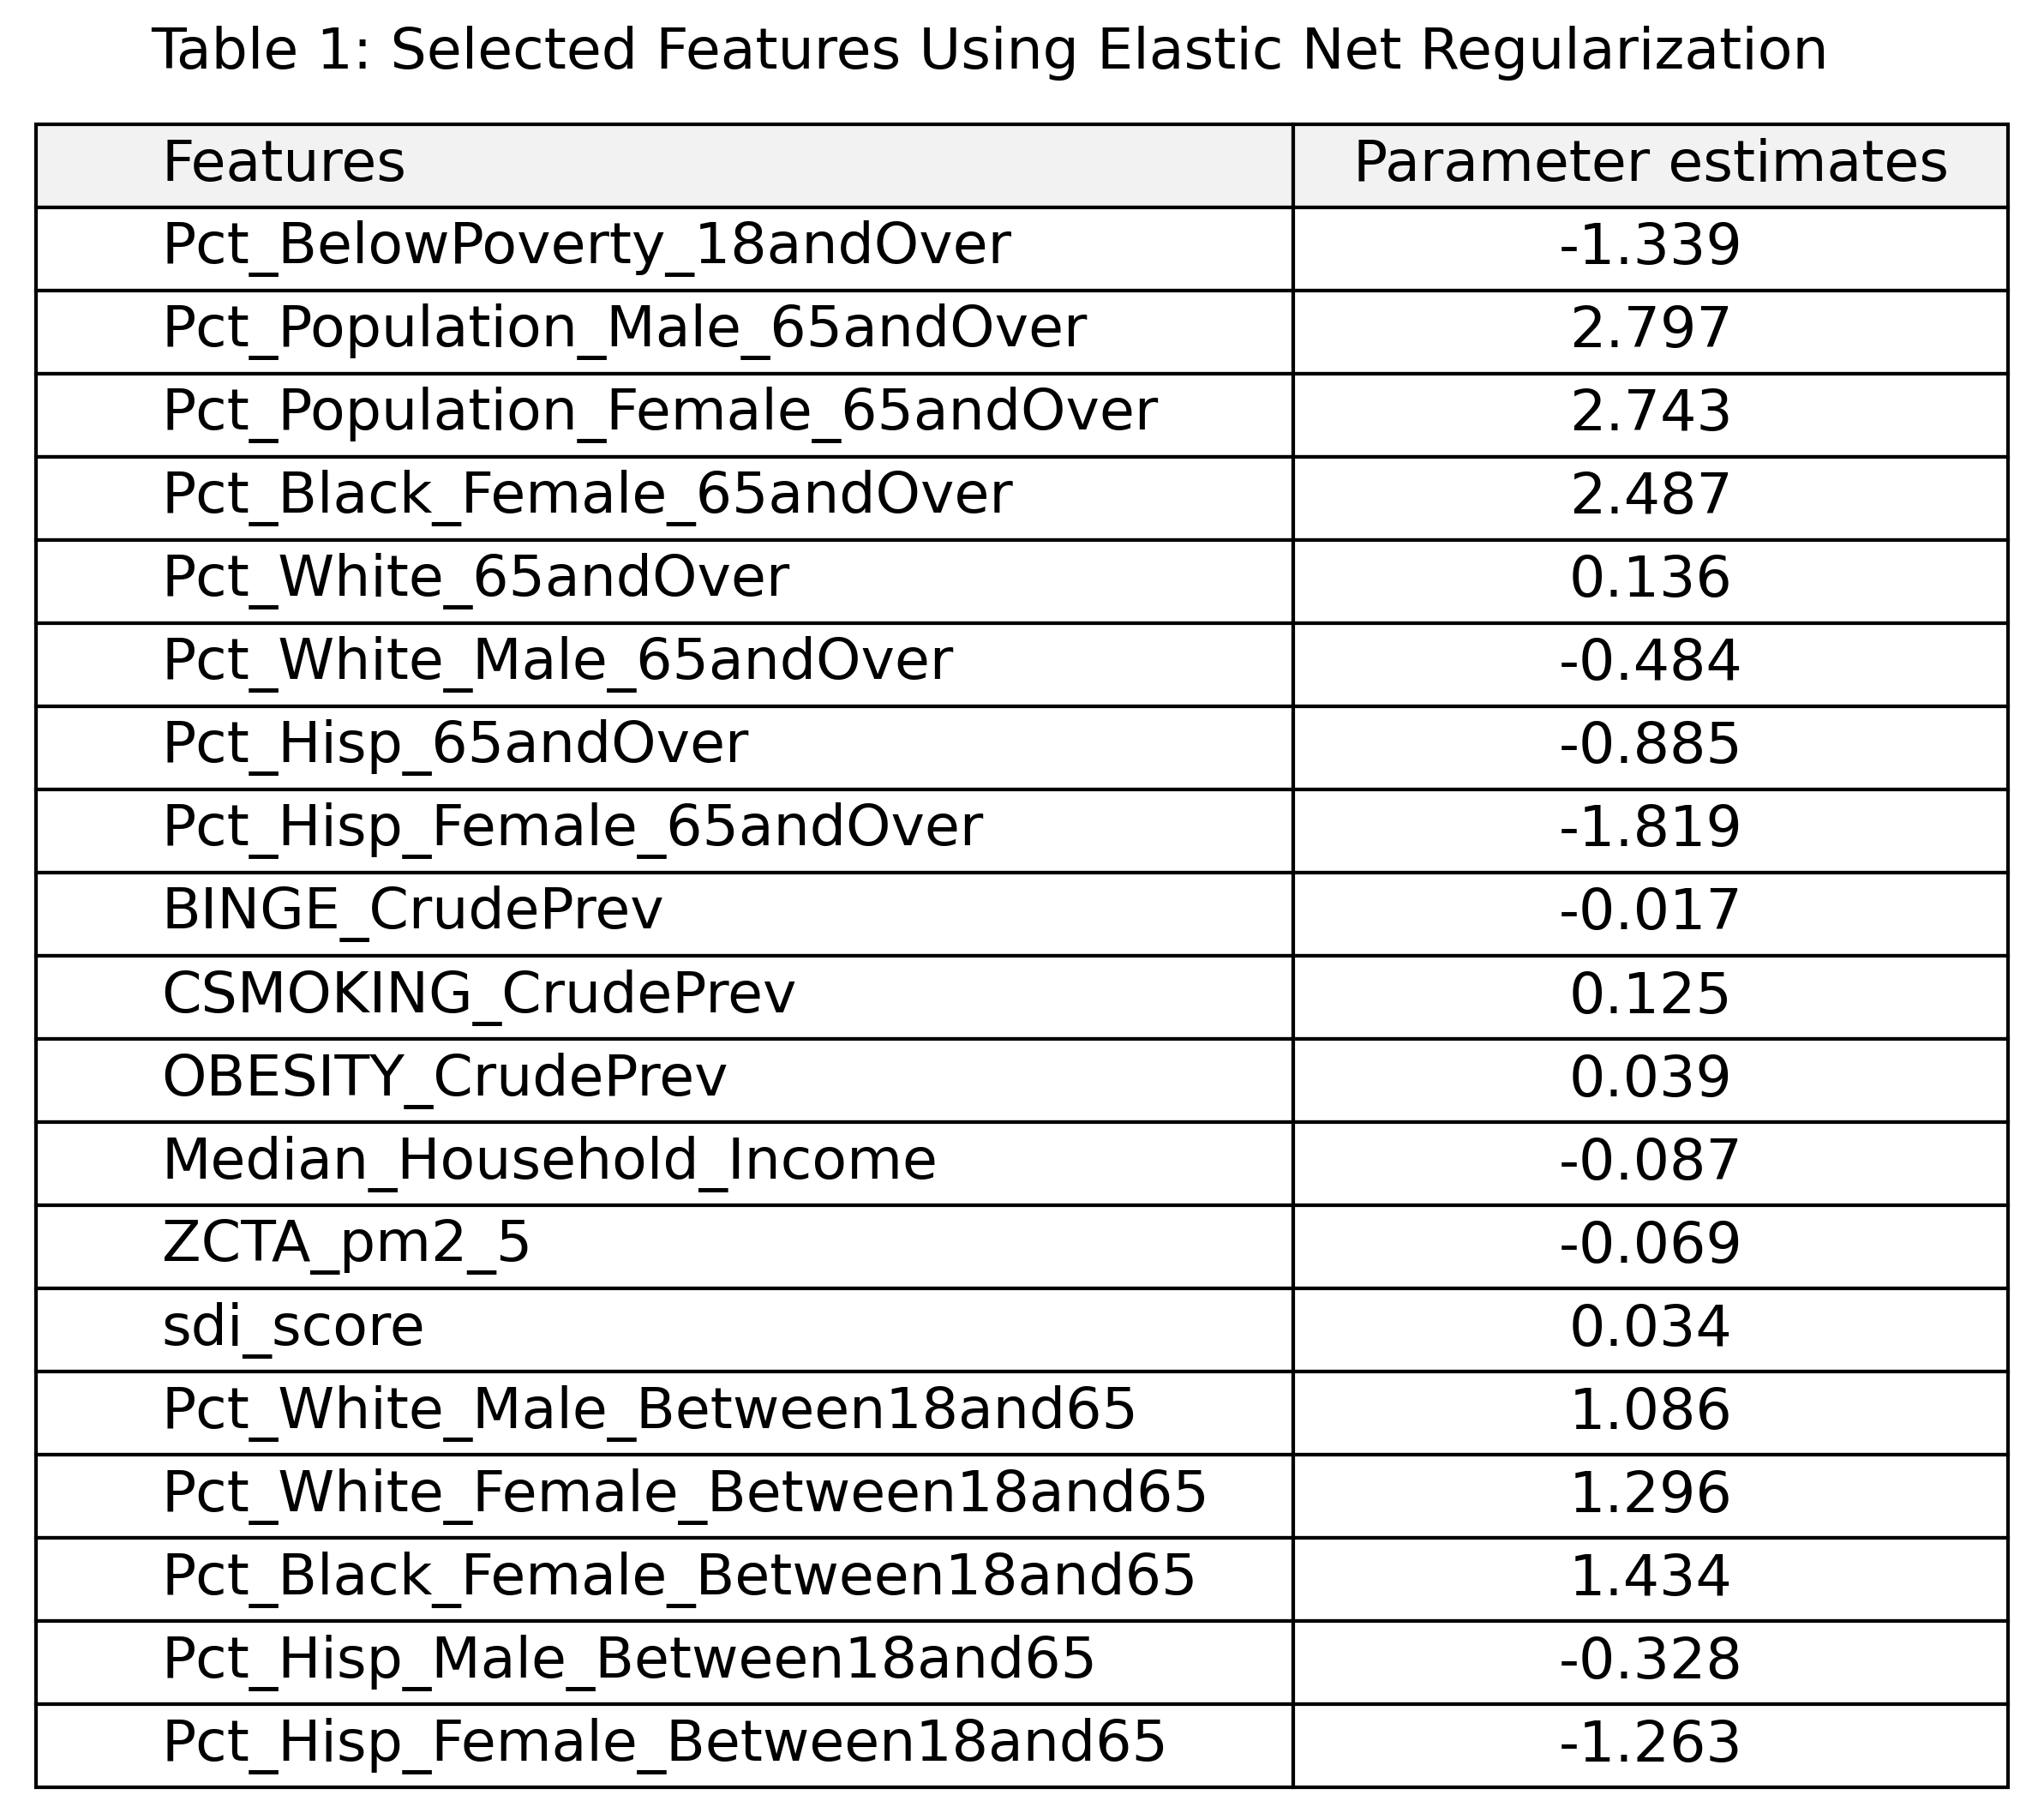 Table 1: Selected Features Using Elastic Net Regularization
Features Parameter estimates
Pct_BelowPoverty_18andOver -1.339
Pct_Population_Male_65andOver 2.797
Pct_Population_Female_65andOver 2.743
Pct_Black_Female_65andOver 2.487
Pct_White_65andOver 0.136
Pct_White_Male_65andOver -0.484
Pct_Hisp_65andOver -0.885
Pct_Hisp_Female_65andOver -1.819
BINGE_CrudePrev -0.017
CSMOKING_CrudePrev 0.125
OBESITY_CrudePrev 0.039
Median_Household_Income -0.087
ZCTA_pm2_5 -0.069
sdi_score 0.034
Pct_White_Male_Between18and65 1.086
Pct_White_Female_Between18and65 1.296
Pct_Black_Female_Between18and65 1.434
Pct_Hisp_Male_Between18and65 -0.328
Pct_Hisp_Female_Between18and65 -1.263